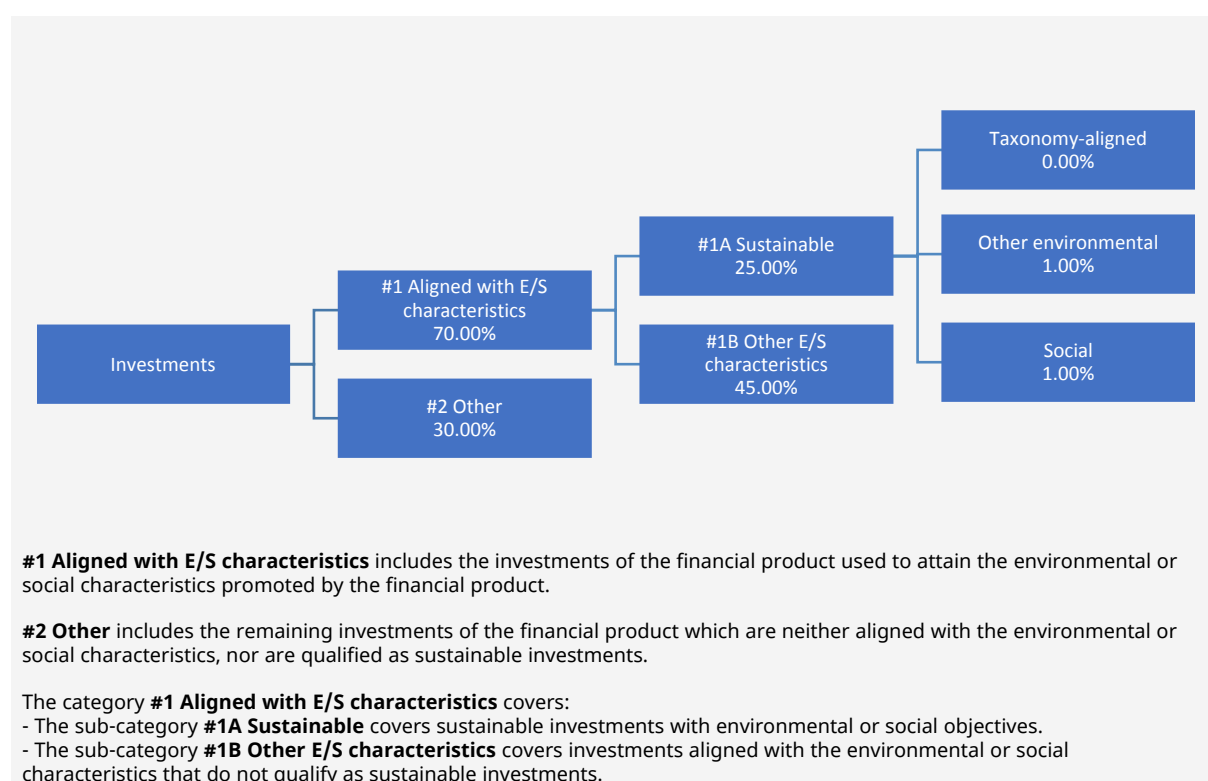 Taxonomy-aligned
0.00%
#1A Sustainable
25.00%
Other environmental
1.00%
#1 Aligned with E/S
characteristics
70.00%
Investments
#1B Other E/S
characteristics
45.00%
Social
1.00%
#2 Other
30.00%
#1 Aligned with E/S characteristics includes the investments of the financial product used to attain the environmental or
social characteristics promoted by the financial product.
#2 Other includes the remaining investments of the financial product which are neither aligned with the environmental or
social characteristics, nor are qualified as sustainable investments.
The category #1 Aligned with E/S characteristics covers:
- The sub-category #1A Sustainable covers sustainable investments with environmental or social objectives.
- The sub-category #1B Other E/S characteristics covers investments aligned with the environmental or social
characteristics that do not qualify as sustainable investments.